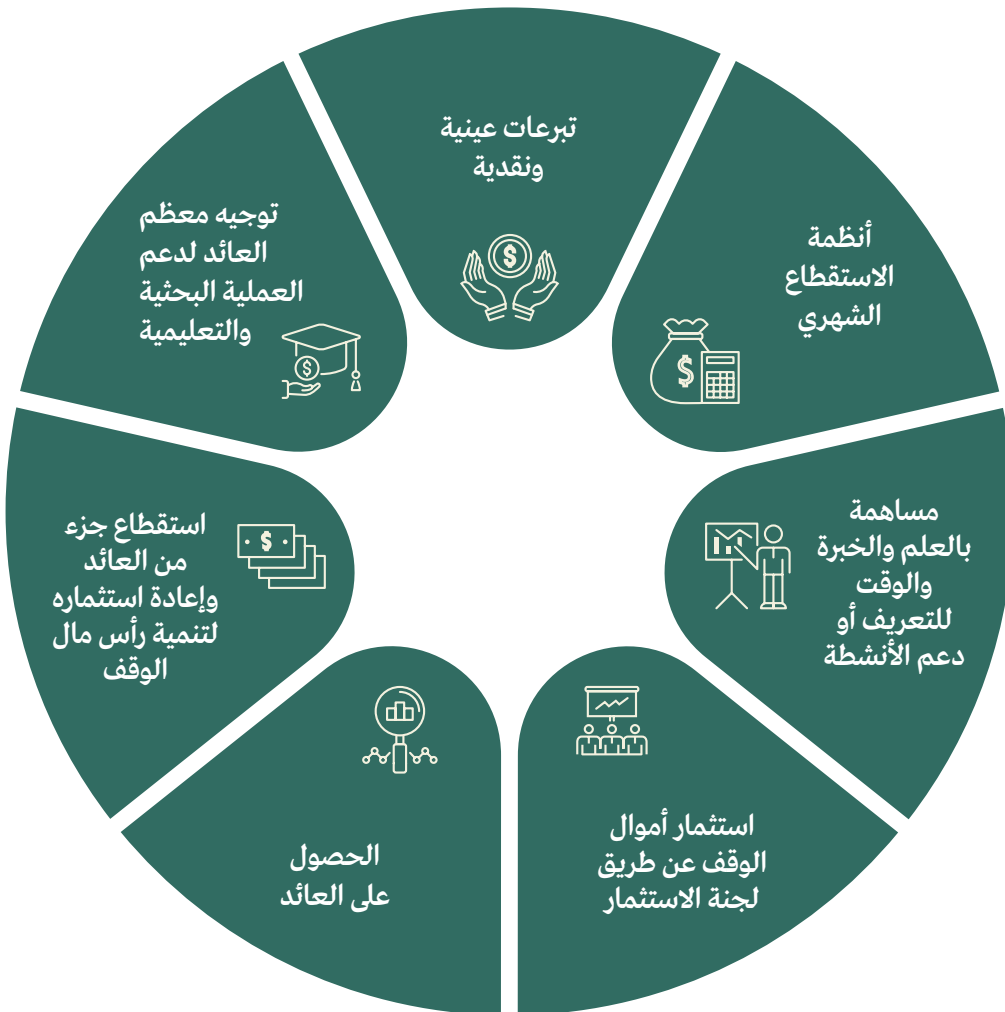 تبرعات عينية
ونقدية
أنظمة
الاستقطاع
الشهري
مساهمة
بالعلم والخبرة
والوقت
للتعريف أو
دعم الأنشطة
استثمار أموال
الوقف عن طريق
لجنة الاستثمار
الحصول
على العائد
استقطاع جزء
من العائد
وإعادة استثماره
لتنمية رأس مال
الوقف
توجيه معظم
العائد لدعم
العملية البحثية
والتعليمية